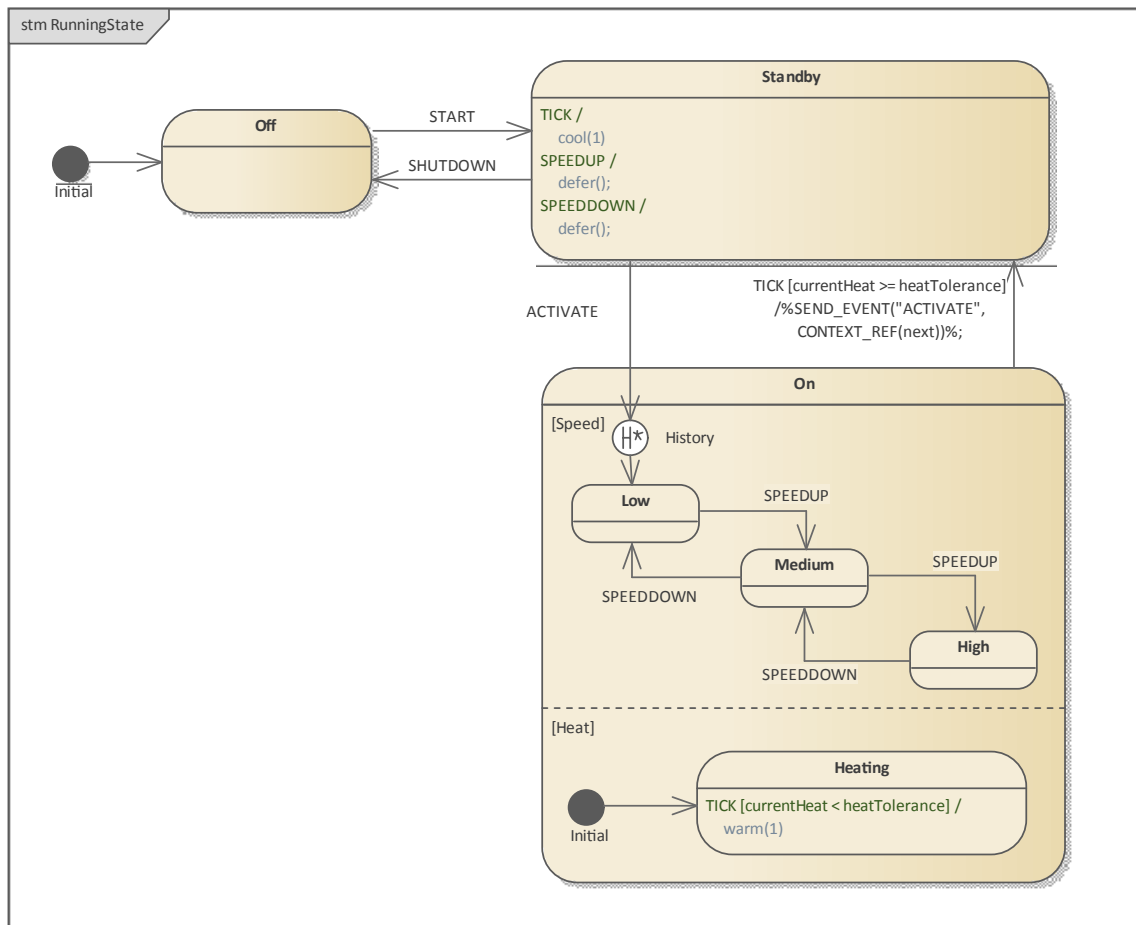 stm RunningState
Standby
Off
START
TICK /
cool(1)
SPEEDUP /
defer();
SPEEDDOWN /
defer();
SHUTDOWN
Initial
ACTIVATE
TICK [currentHeat >= heatTolerance]
/%SEND_EVENT("ACTIVATE",
CONTEXT_REF(next))%;
On
[Speed]
H*
History
Low
SPEEDUP
Medium
SPEEDUP
SPEEDDOWN
High
SPEEDDOWN
[Heat]
Heating
TICK [currentHeat < heatTolerance] /
warm(1)
Initial